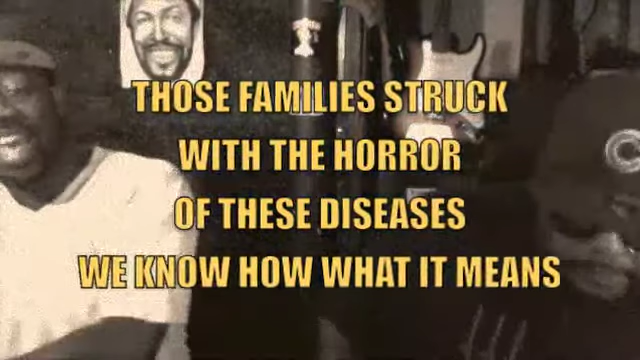 THOSE FAMILIES STRUCK
WITH THE HORROR
OF THESE DISEASES
WE KNOW HOW WHAT IT MEANS